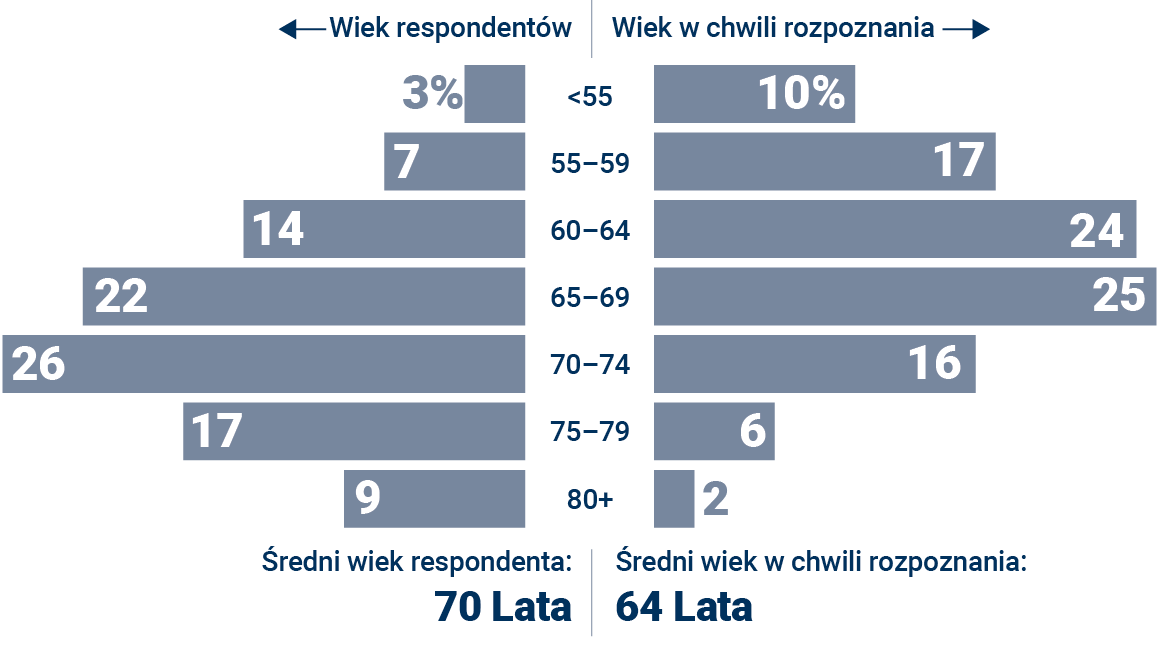 Wiek respondentów Wiek w chwili rozpoznania
3% <55 10%
7 55–59 17
14 60–64 24
22 65–69 25
26 70–74 16
17 75–79 6
9 80+ 2
Średni wiek respondenta: Średni wiek w chwili rozpoznania:
70 Lata 64 Lata